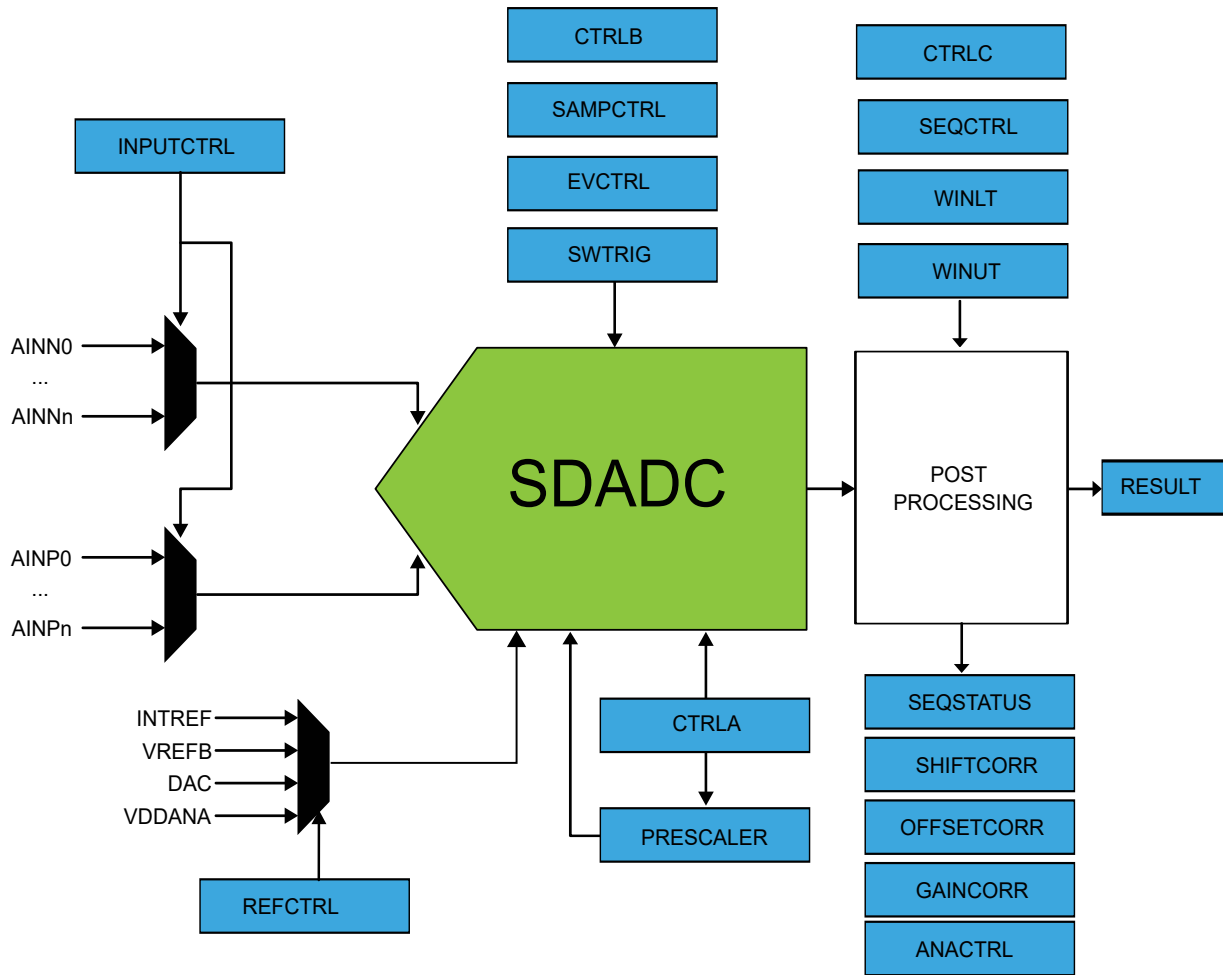 CTRLB
SAMPCTRL
EVCTRL
SWTRIG
CTRLC
SEQCTRL
WINLT
WINUT
INPUTCTRL
AINN0
...
AINNn
AINP0
...
AINPn
SDADC
POST
PROCESSING
RESULT
INTREF
VREFB
DAC
VDDANA
REFCTRL
CTRLA
PRESCALER
SEQSTATUS
SHIFTCORR
OFFSETCORR
GAINCORR
ANACTRL